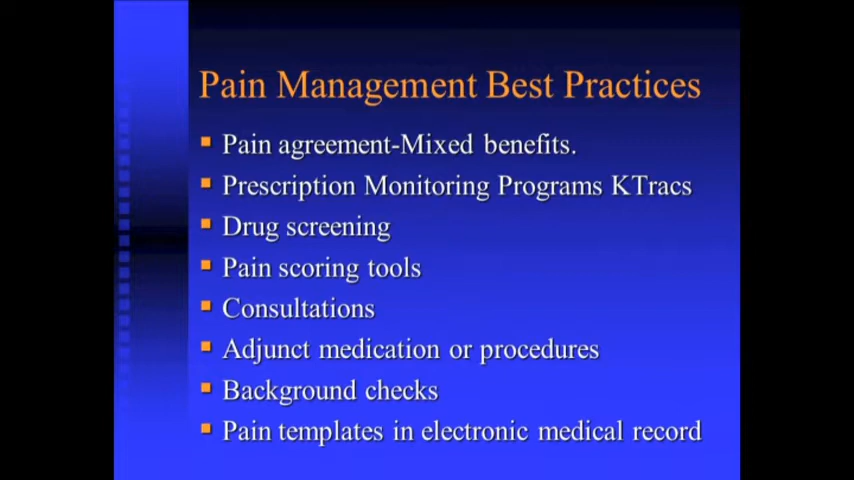 Pain Management Best Practices
Pain agreement-Mixed benefits.
Prescription Monitoring Programs KTracs
Drug screening
Pain scoring tools
Consultations
Adjunct medication or procedures
Background checks
Pain templates in electronic medical record